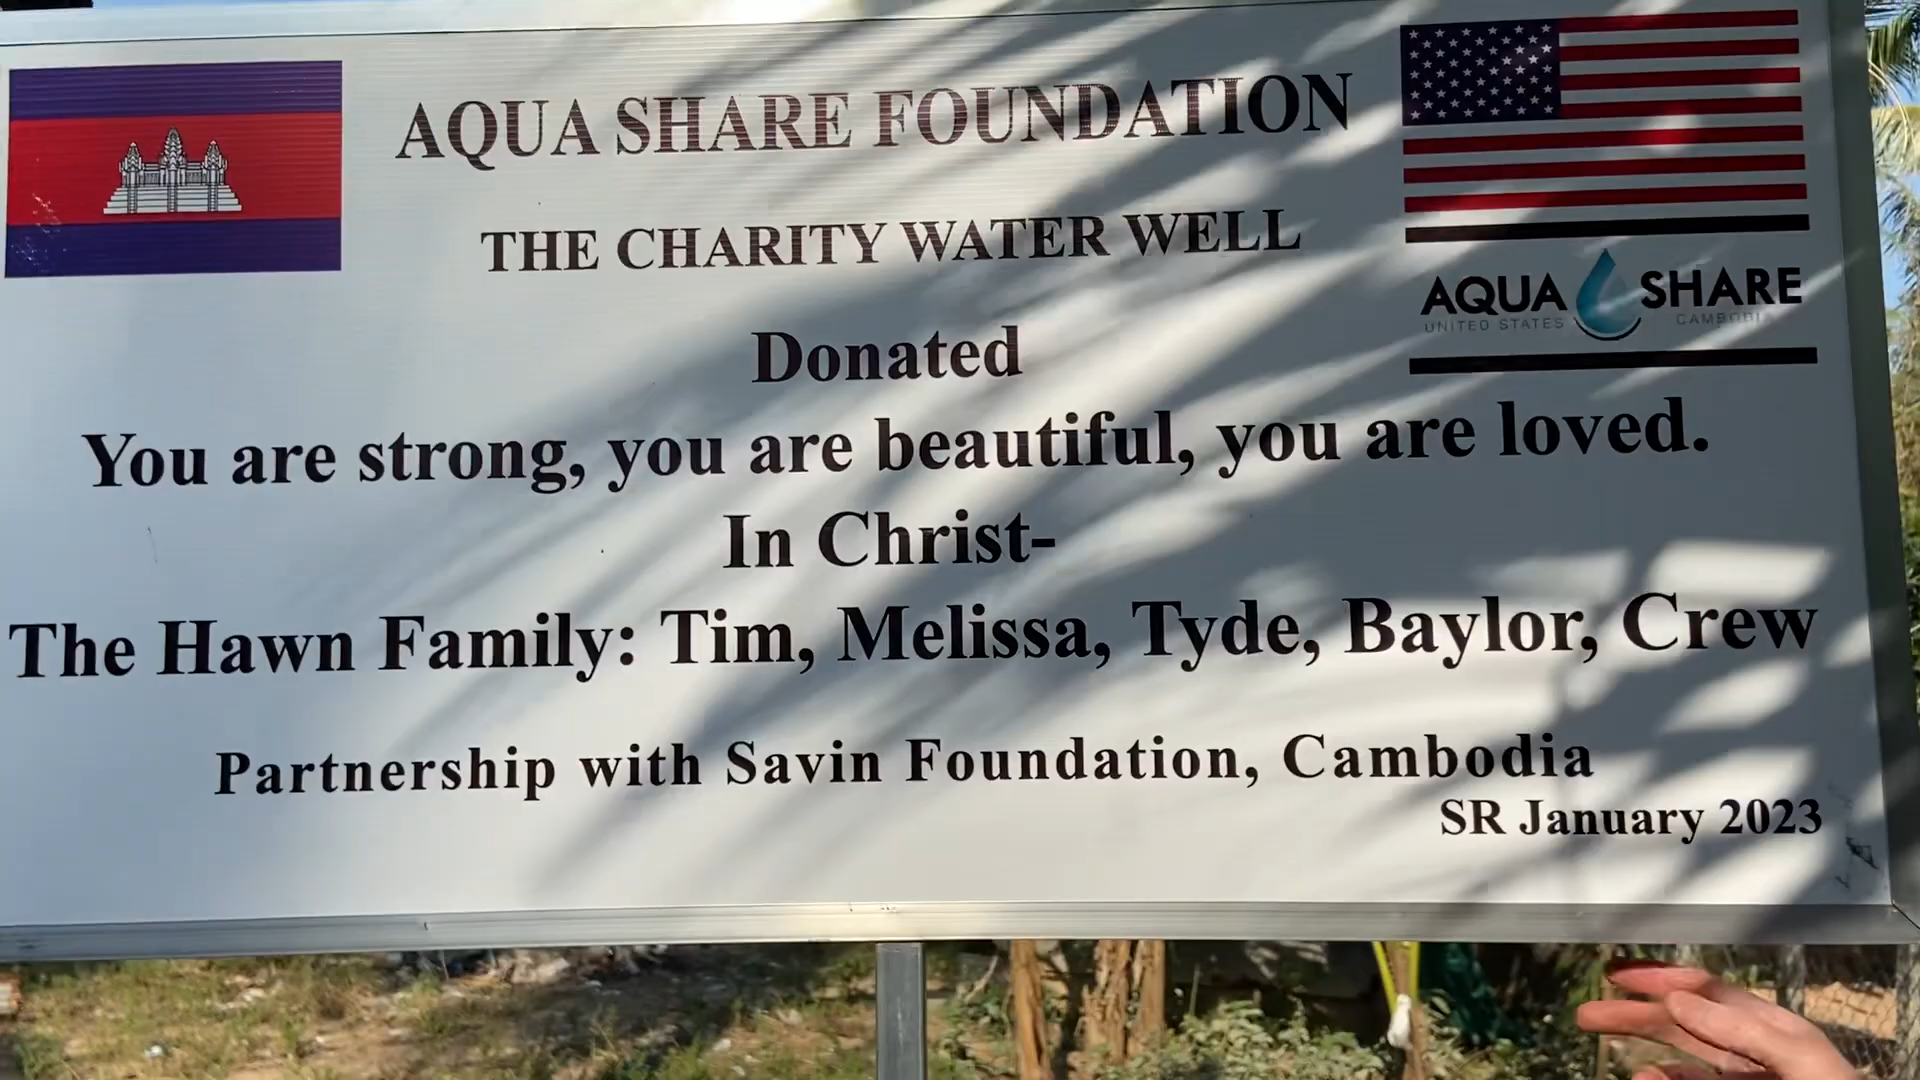 AQUA SHARE FOUNDATION
THE CHARITY WATER WELL
AQUA SHARE
UNITED STATES CAMBODIA
Donated
You are strong, you are beautiful, you are loved.
In Christ-
The Hawn Family: Tim, Melissa, Tyde, Baylor, Crew
Partnership with Savin Foundation, Cambodia
SR January 2023